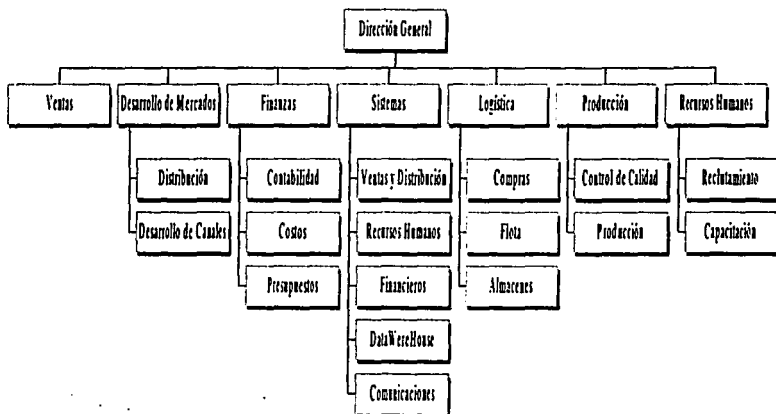 Dirección General
Ventas
Desarrollo de Mercados
Finanzas
Sistemas
Logística
Producción
Recursos Humanos
Distribución
Contabilidad
Ventas y Distribución
Compras
Control de Calidad
Reclutamiento
Desarrollo de Canales
Costos
Recursos Humanos
Flota
Producción
Capacitación
Presupuestos
Financieros
Almacenes
DataWereHouse
Comunicaciones